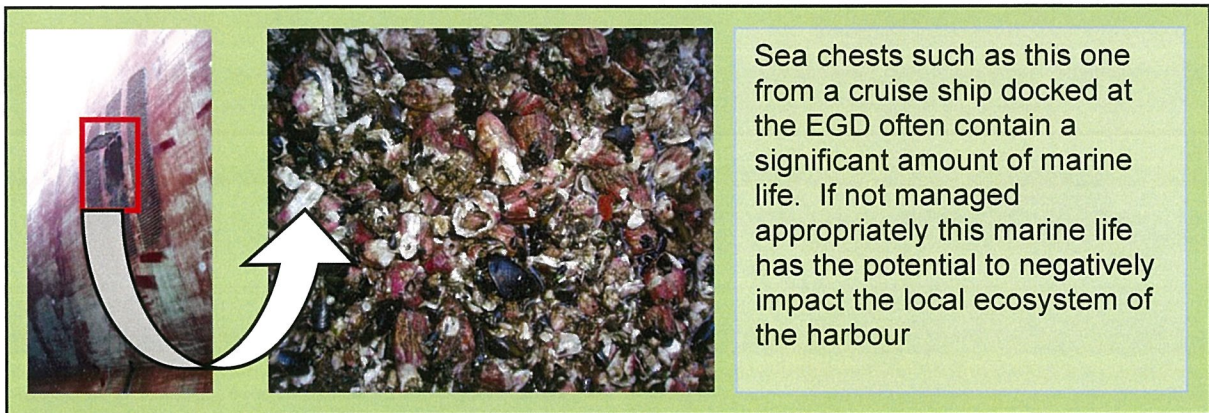 Sea chests such as this one
from a cruise ship docked at
the EGD often contain a
significant amount of marine
life.  If not managed
appropriately this marine life
has the potential to negatively
impact the local ecosystem of
the harbour